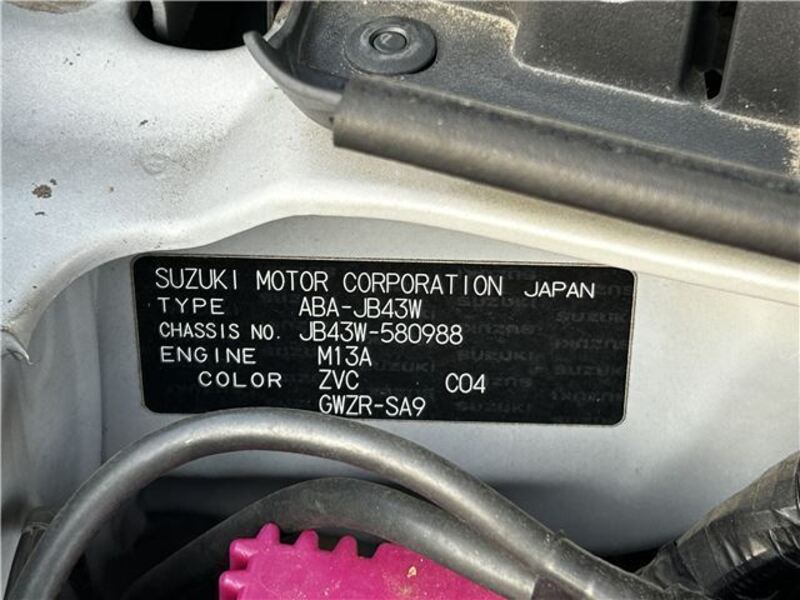 SUZUKI MOTOR CORPORATION JAPAN
TYPE ABA-JB43W
CHASSIS NO. JB43W-580988
ENGINE M13A
COLOR ZVC C04
GWZR-SA9